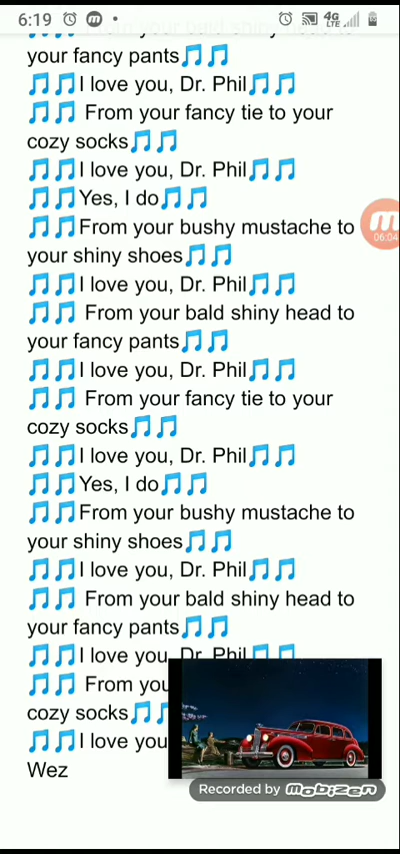 6:19
4G
LTE
your fancy pants🎵🎵
🎵🎵I love you, Dr. Phil🎵🎵
🎵🎵 From your fancy tie to your
cozy socks🎵🎵
🎵🎵I love you, Dr. Phil🎵🎵
🎵🎵Yes, I do🎵🎵
🎵🎵From your bushy mustache to
your shiny shoes🎵🎵
06:04
🎵🎵I love you, Dr. Phil🎵🎵
🎵🎵 From your bald shiny head to
your fancy pants🎵🎵
🎵🎵I love you, Dr. Phil🎵🎵
🎵🎵 From your fancy tie to your
cozy socks🎵🎵
🎵🎵I love you, Dr. Phil🎵🎵
🎵🎵Yes, I do🎵🎵
🎵🎵From your bushy mustache to
your shiny shoes🎵🎵
🎵🎵I love you, Dr. Phil🎵🎵
🎵🎵 From your bald shiny head to
your fancy pants🎵🎵
🎵🎵I love you, Dr. Phil🎵🎵
🎵🎵 From you
cozy socks🎵🎵
🎵🎵I love you
Wez
Recorded by mobizen